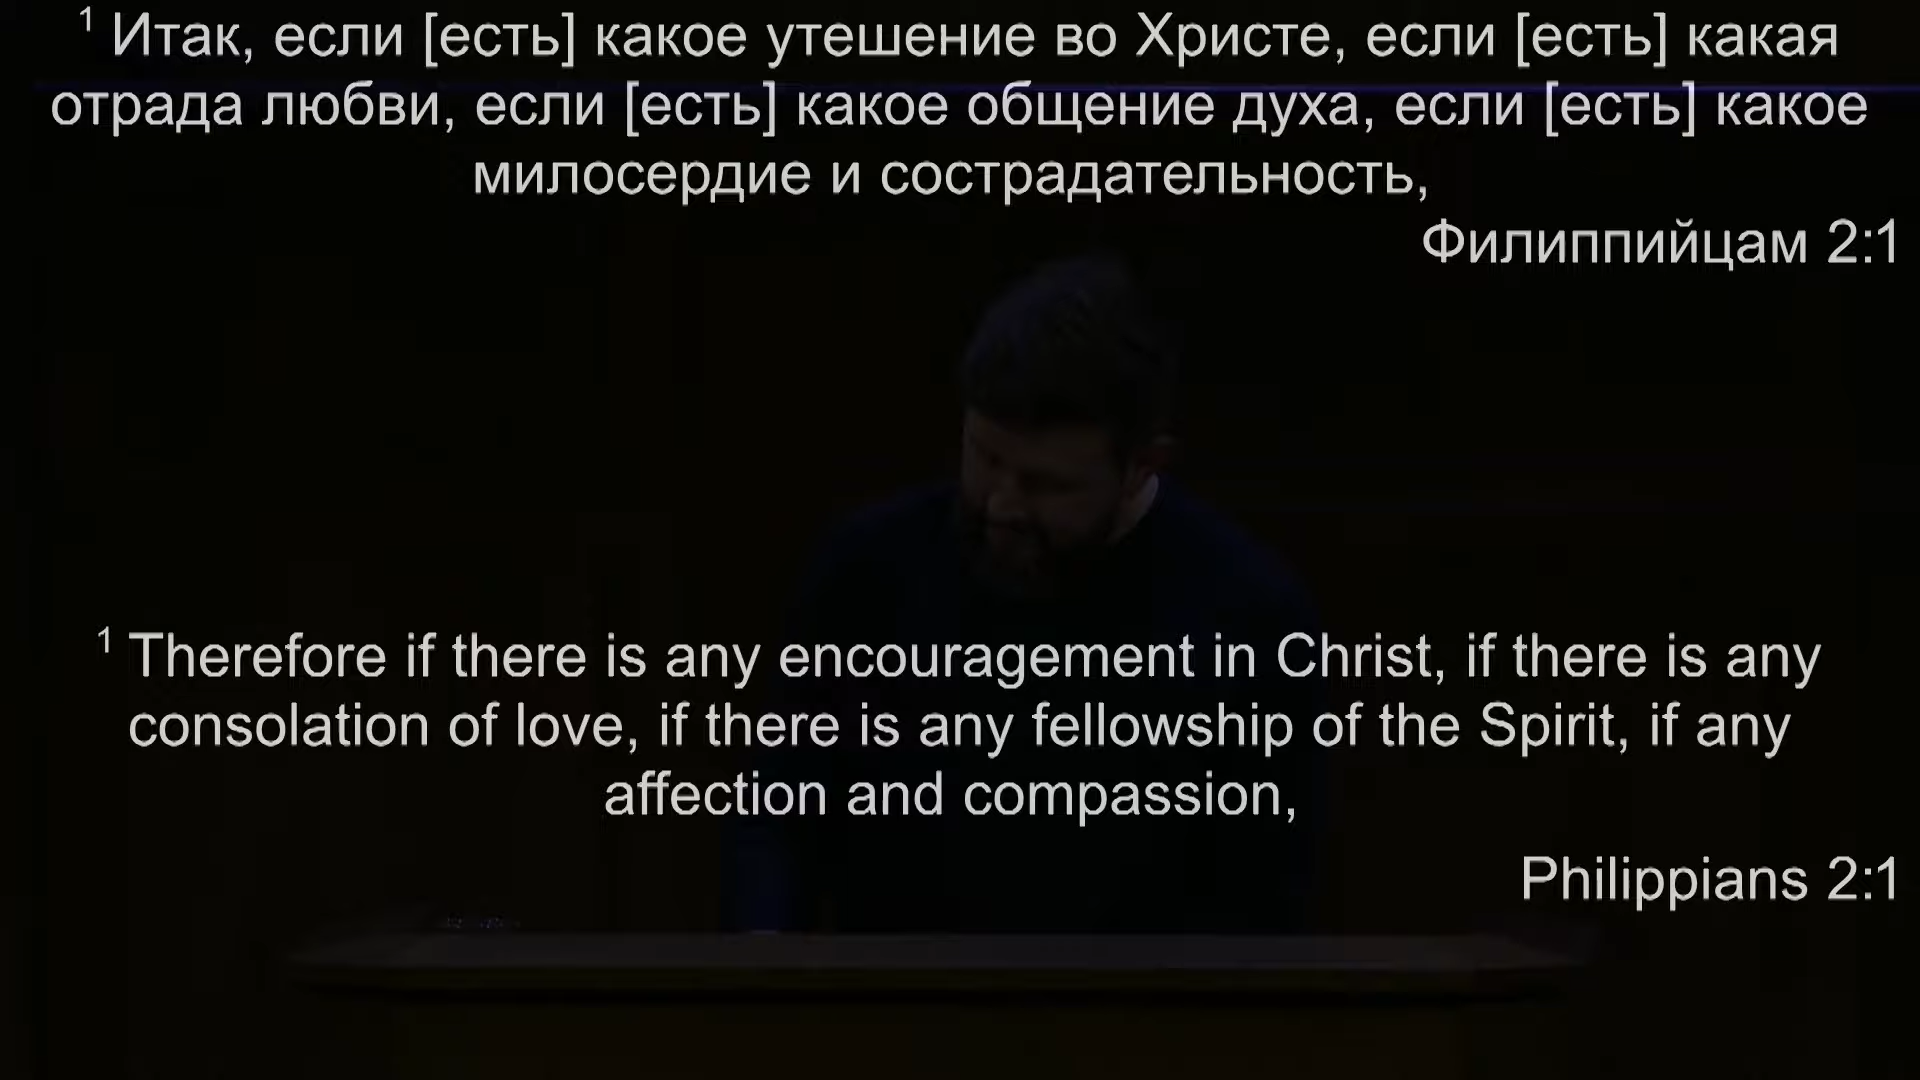 1 Итак, если [есть] какое утешение во Христе, если [есть] какая
отрада любви, если [есть] какое общение духа, если [есть] какое
милосердие и сострадательность,
Филиппийцам 2:1
1 Therefore if there is any encouragement in Christ, if there is any
consolation of love, if there is any fellowship of the Spirit, if any
affection and compassion,
Philippians 2:1